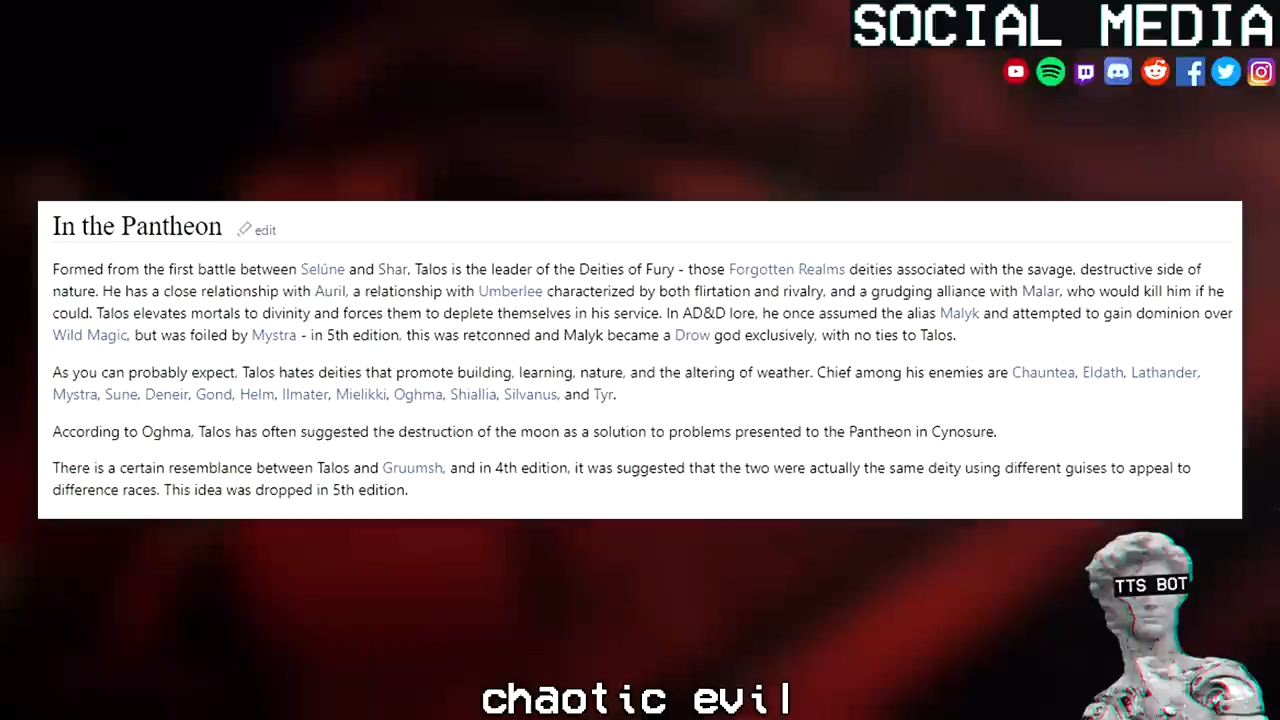 SOCIAL MEDIA
In the Pantheon edit
Formed from the first battle between Selûne and Shar, Talos is the leader of the Deities of Fury - those Forgotten Realms deities associated with the savage, destructive side of
nature. He has a close relationship with Auril, a relationship with Umberlee characterized by both flirtation and rivalry, and a grudging alliance with Malar, who would kill him if he
could. Talos elevates mortals to divinity and forces them to deplete themselves in his service. In AD&D lore, he once assumed the alias Malyk and attempted to gain dominion over
Wild Magic, but was foiled by Mystra - in 5th edition, this was retconned and Malyk became a Drow god exclusively, with no ties to Talos.
As you can probably expect, Talos hates deities that promote building, learning, nature, and the altering of weather. Chief among his enemies are Chauntea, Eldath, Lathander,
Mystra, Sune, Deneir, Gond, Helm, Ilmater, Mielikki, Oghma, Shiallia, Silvanus, and Tyr.
According to Oghma, Talos has often suggested the destruction of the moon as a solution to problems presented to the Pantheon in Cynosure.
There is a certain resemblance between Talos and Gruumsh, and in 4th edition, it was suggested that the two were actually the same deity using different guises to appeal to
difference races. This idea was dropped in 5th edition.
TTS BOT
chaotic evil